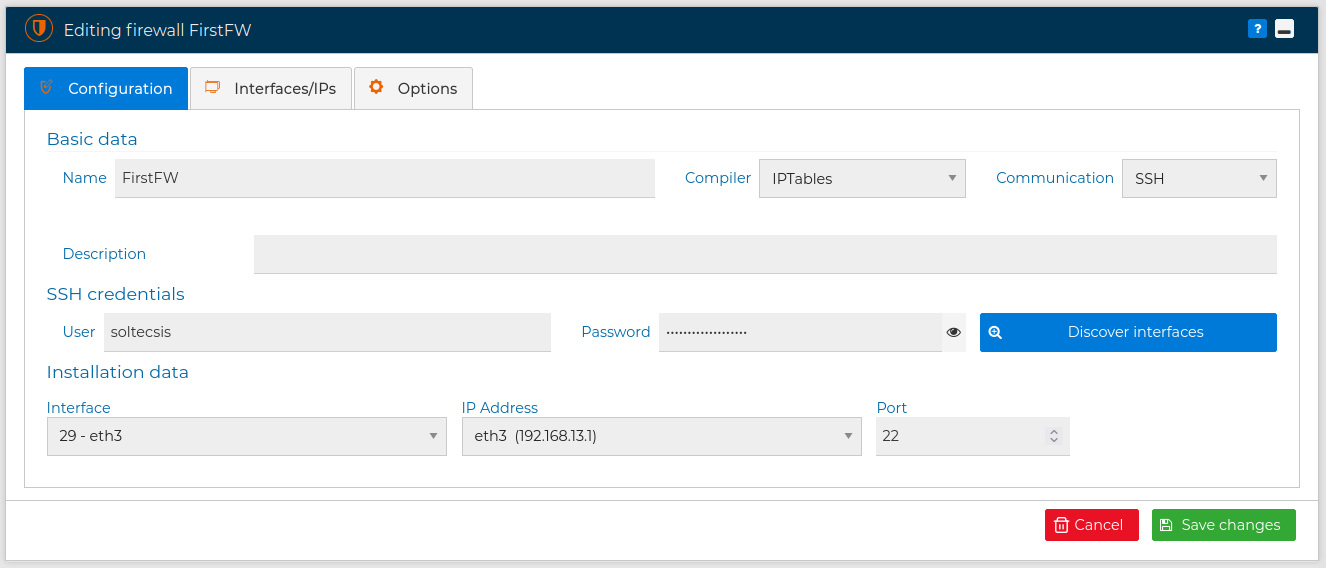 Editing firewall FirstFW ?
Configuration Interfaces/IPs Options
Basic data
Name FirstFW Compiler IPTables Communication SSH
Description
SSH credentials
User soltecsis Password ••••••••••••••••••• Discover interfaces
Installation data
Interface IP Address Port
29 - eth3 eth3 (192.168.13.1) 22
Cancel Save changes